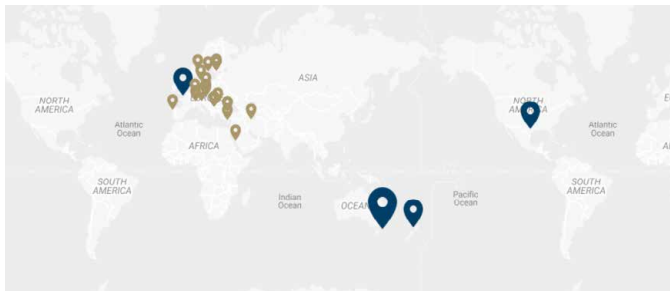 NORTH
AMERICA
Atlantic
Ocean
SOUTH
AMERICA
AFRICA
ASIA
Indian
Ocean
OCEAN
Pacific
Ocean
NORTH
AMERICA
Atlantic
Ocean
SOUTH
AMERICA
E
A